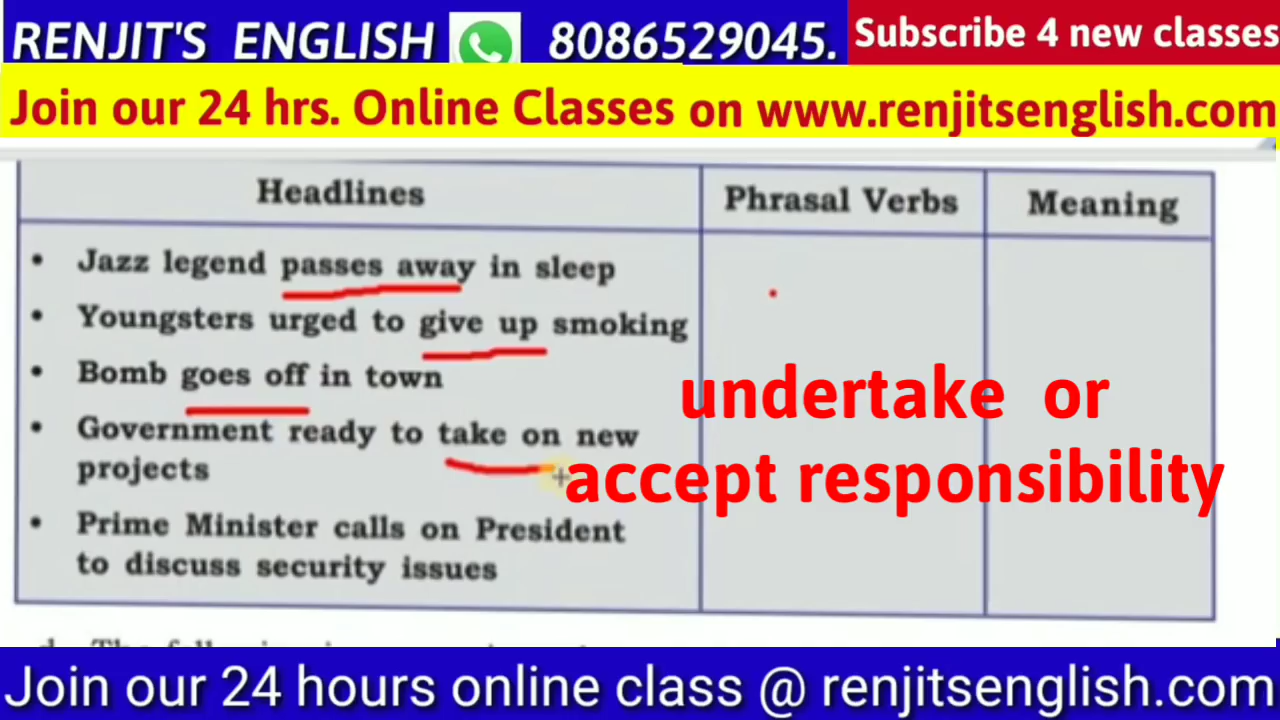 RENJIT'S ENGLISH 8086529045. Subscribe 4 new classes
Join our 24 hrs. Online Classes on www.renjitsenglish.com
Headlines Phrasal Verbs Meaning
• Jazz legend passes away in sleep
• Youngsters urged to give up smoking
• Bomb goes off in town
• Government ready to take on new
projects
• Prime Minister calls on President
to discuss security issues
undertake or
accept responsibility
Join our 24 hours online class @ renjitsenglish.com